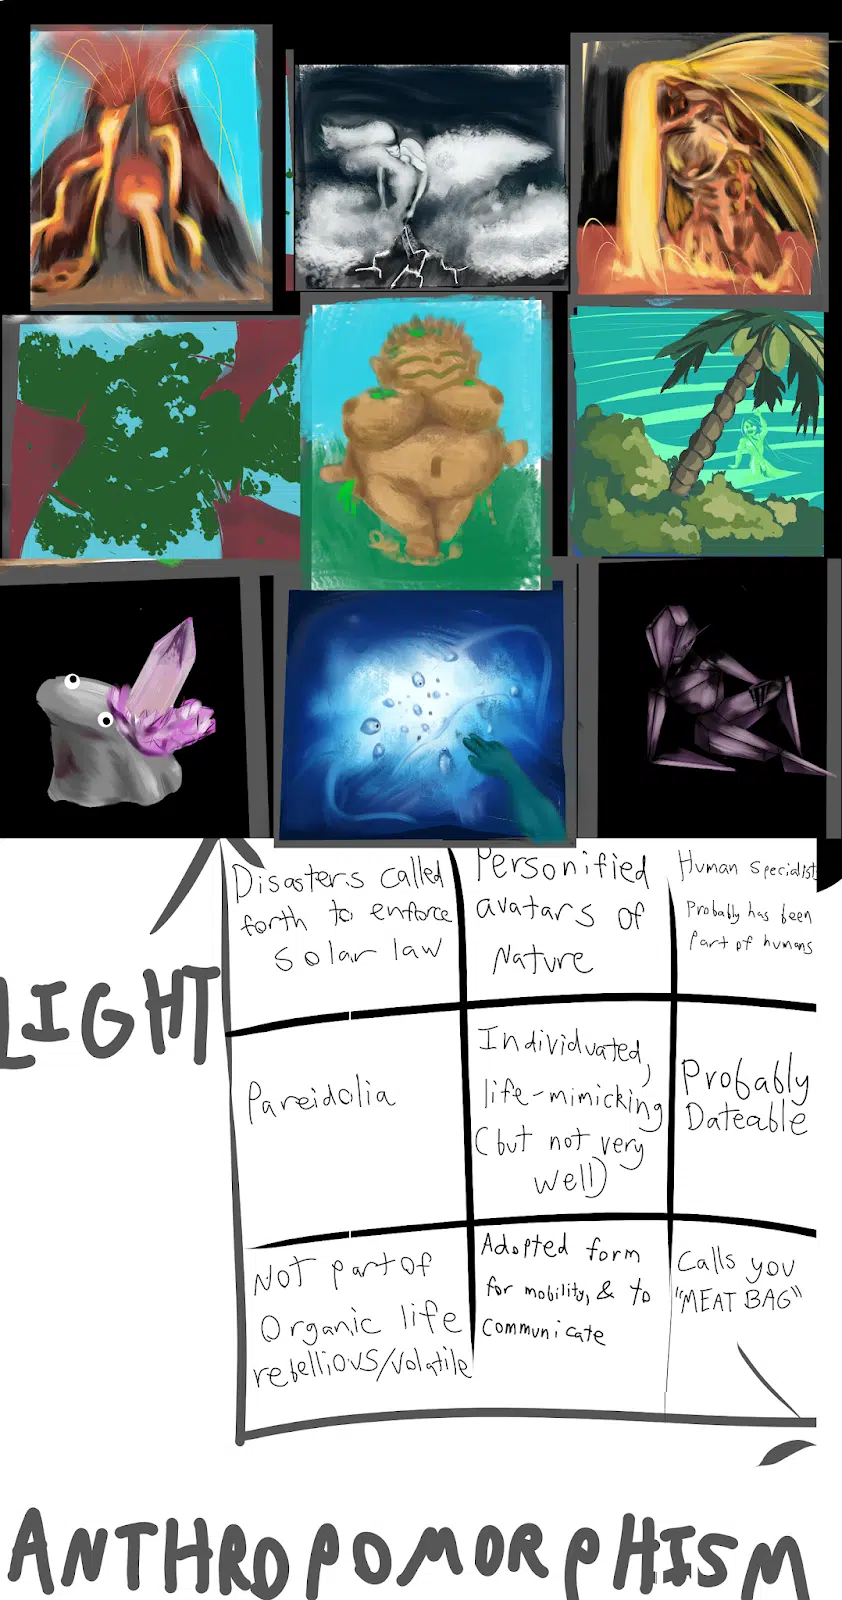 Disasters called
forth to enforce
solar law
Personified
avatars of
Nature
Human Specialist
Probably has been
Part of humans
LIGHT
Pareidolia
Individuated,
life-mimicking
(but not very
well)
Probably
Dateable
Not part of
Organic life
rebellious/volatile
Adopted form
for mobility, & to
communicate
Calls you
"MEAT BAG"
ANTHROPOMORPHISM